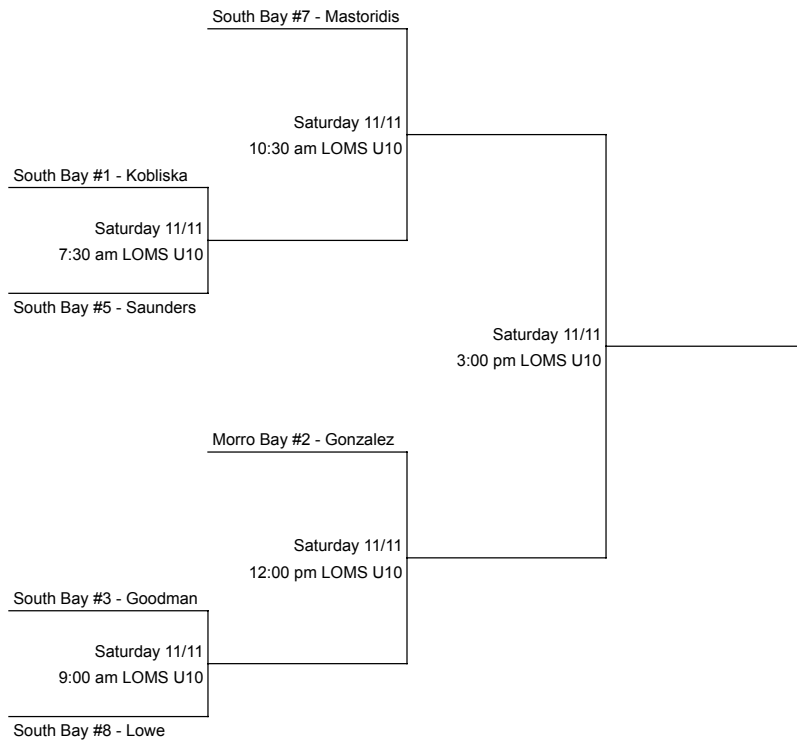 South Bay #7 - Mastoridis
Saturday 11/11
10:30 am LOMS U10
South Bay #1 - Kobliska
Saturday 11/11
7:30 am LOMS U10
South Bay #5 - Saunders
Saturday 11/11
3:00 pm LOMS U10
Morro Bay #2 - Gonzalez
Saturday 11/11
12:00 pm LOMS U10
South Bay #3 - Goodman
Saturday 11/11
9:00 am LOMS U10
South Bay #8 - Lowe